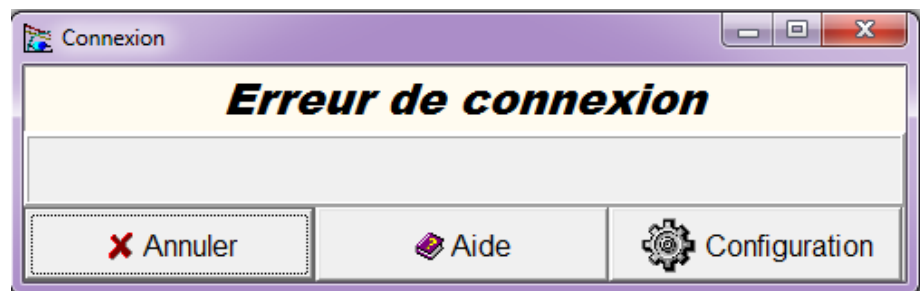 Connexion
Erreur de connexion
Annuler Aide Configuration